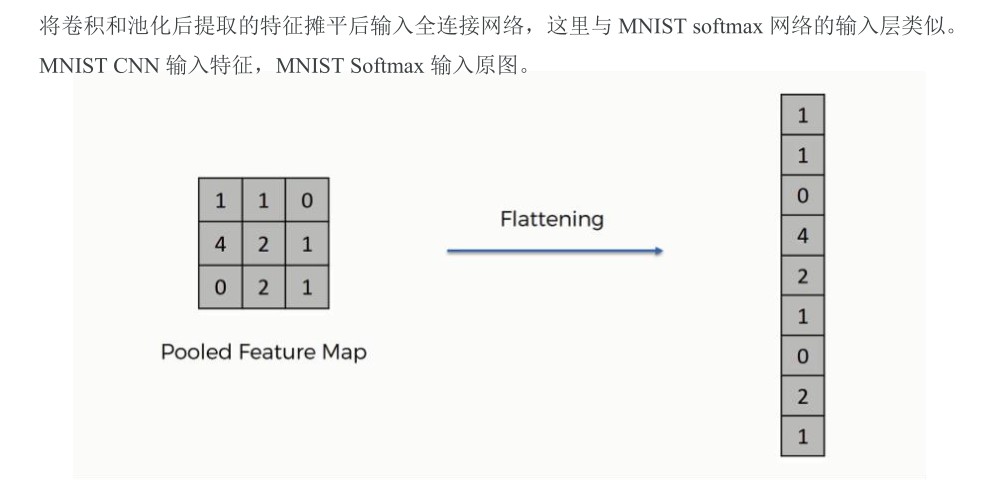 将卷积和池化后提取的特征摊平后输入全连接网络，这里与 MNIST softmax 网络的输入层类似。
MNIST CNN 输入特征，MNIST Softmax 输入原图。
1 1 0
4 2 1
0 2 1
Pooled Feature Map
Flattening
1
1
0
4
2
1
0
2
1